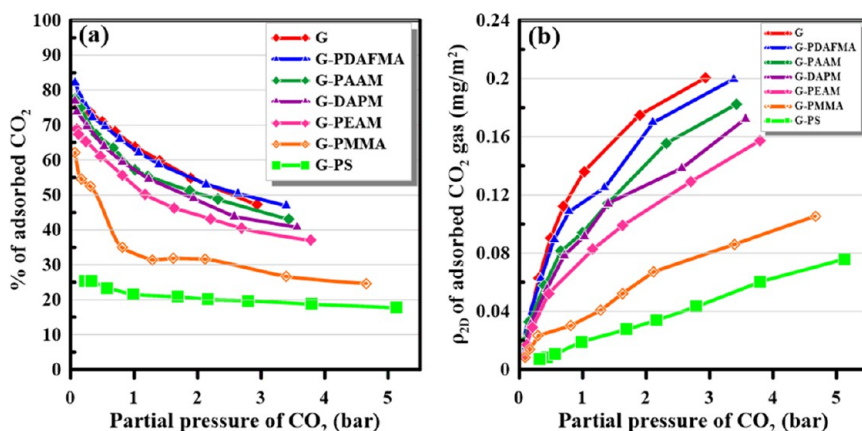 (a)
% of adsorbed CO₂
100
90
80
70
60
50
40
30
20
10
0
0 1 2 3 4 5
Partial pressure of CO₂ (bar)
G
G-PDAFMA
G-PAAM
G-DAPM
G-PEAM
G-PMMA
G-PS
(b)
ρ₂D of adsorbed CO₂ gas (mg/m²)
0.24
0.2
0.16
0.12
0.08
0.04
0
0 1 2 3 4 5
Partial pressure of CO₂ (bar)
G
G-PDAFMA
G-PAAM
G-DAPM
G-PEAM
G-PMMA
G-PS